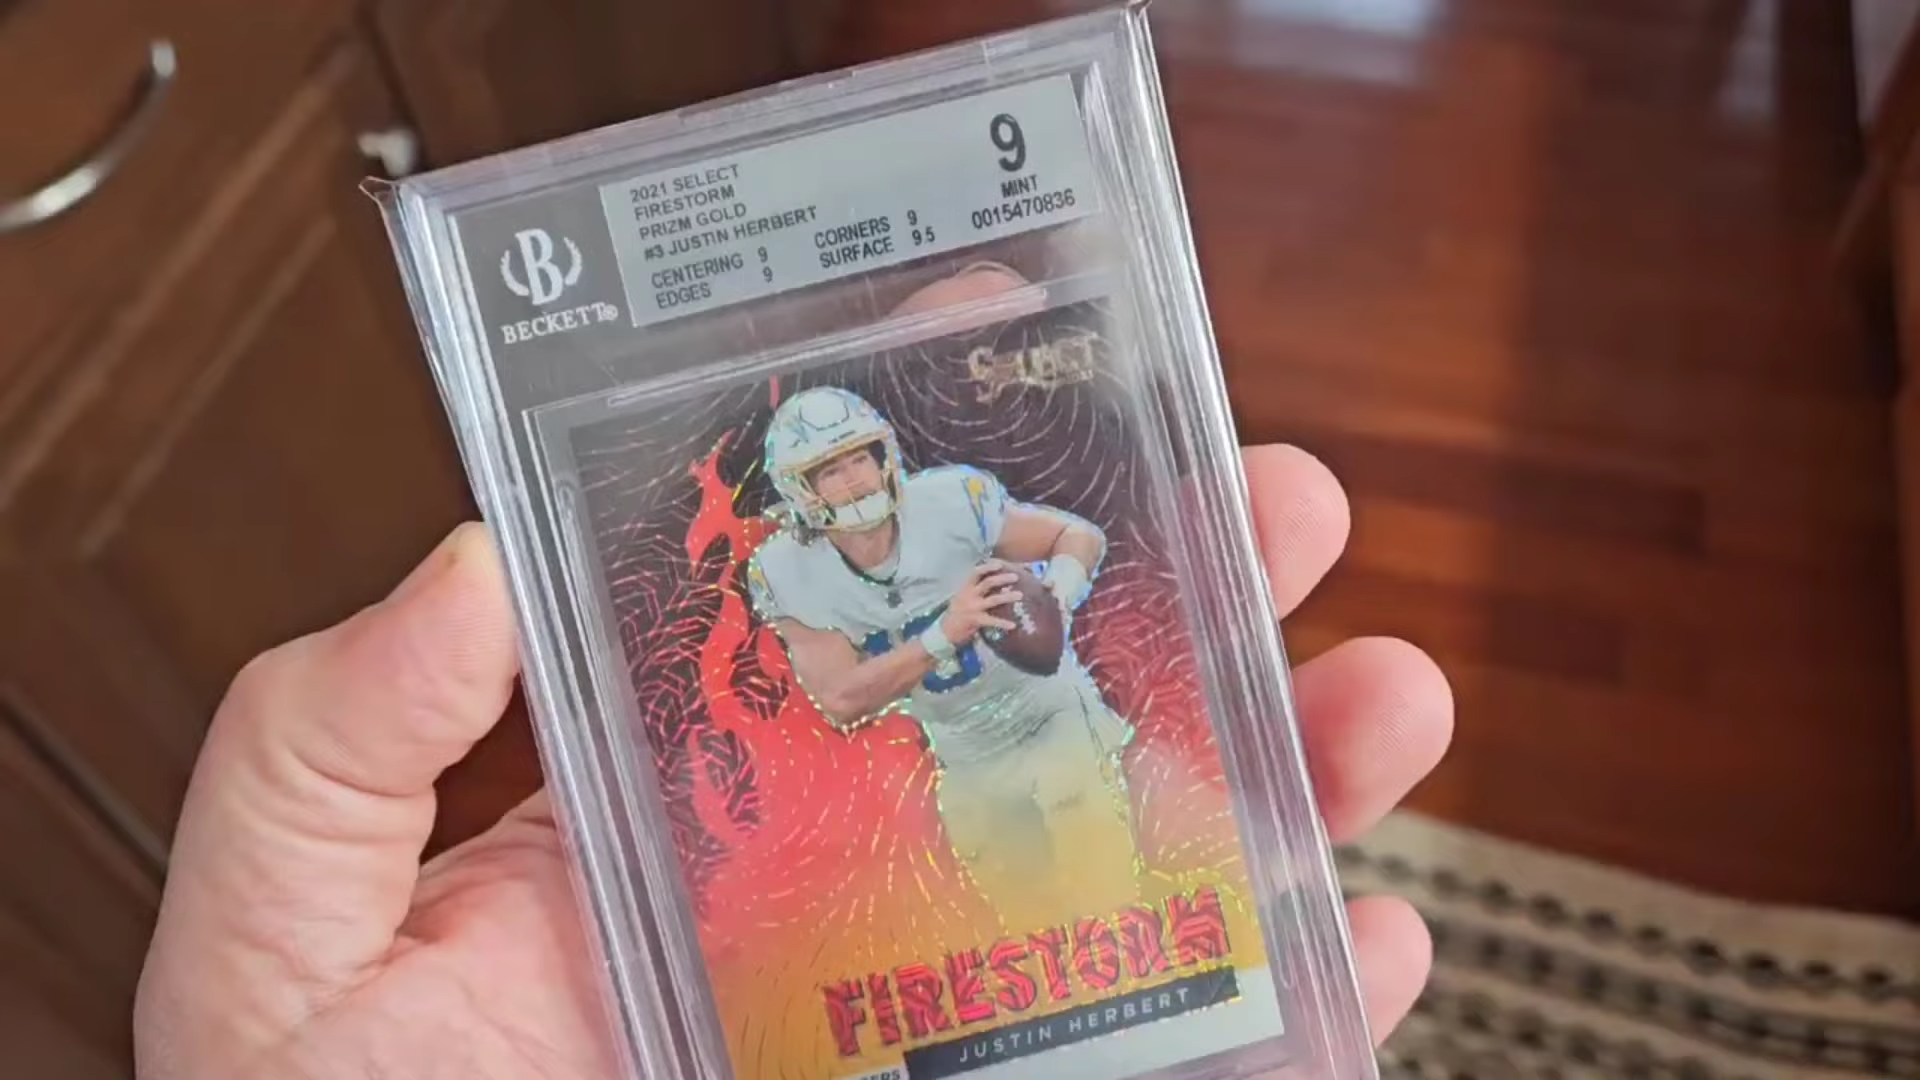 2021 SELECT
FIRESTORM
PRIZM GOLD
#3 JUSTIN HERBERT
CENTERING 9 CORNERS 9
EDGES 9 SURFACE 9.5
9
MINT
0015470836
B
BECKETT®
SELECT
FIRESTORM
JUSTIN HERBERT